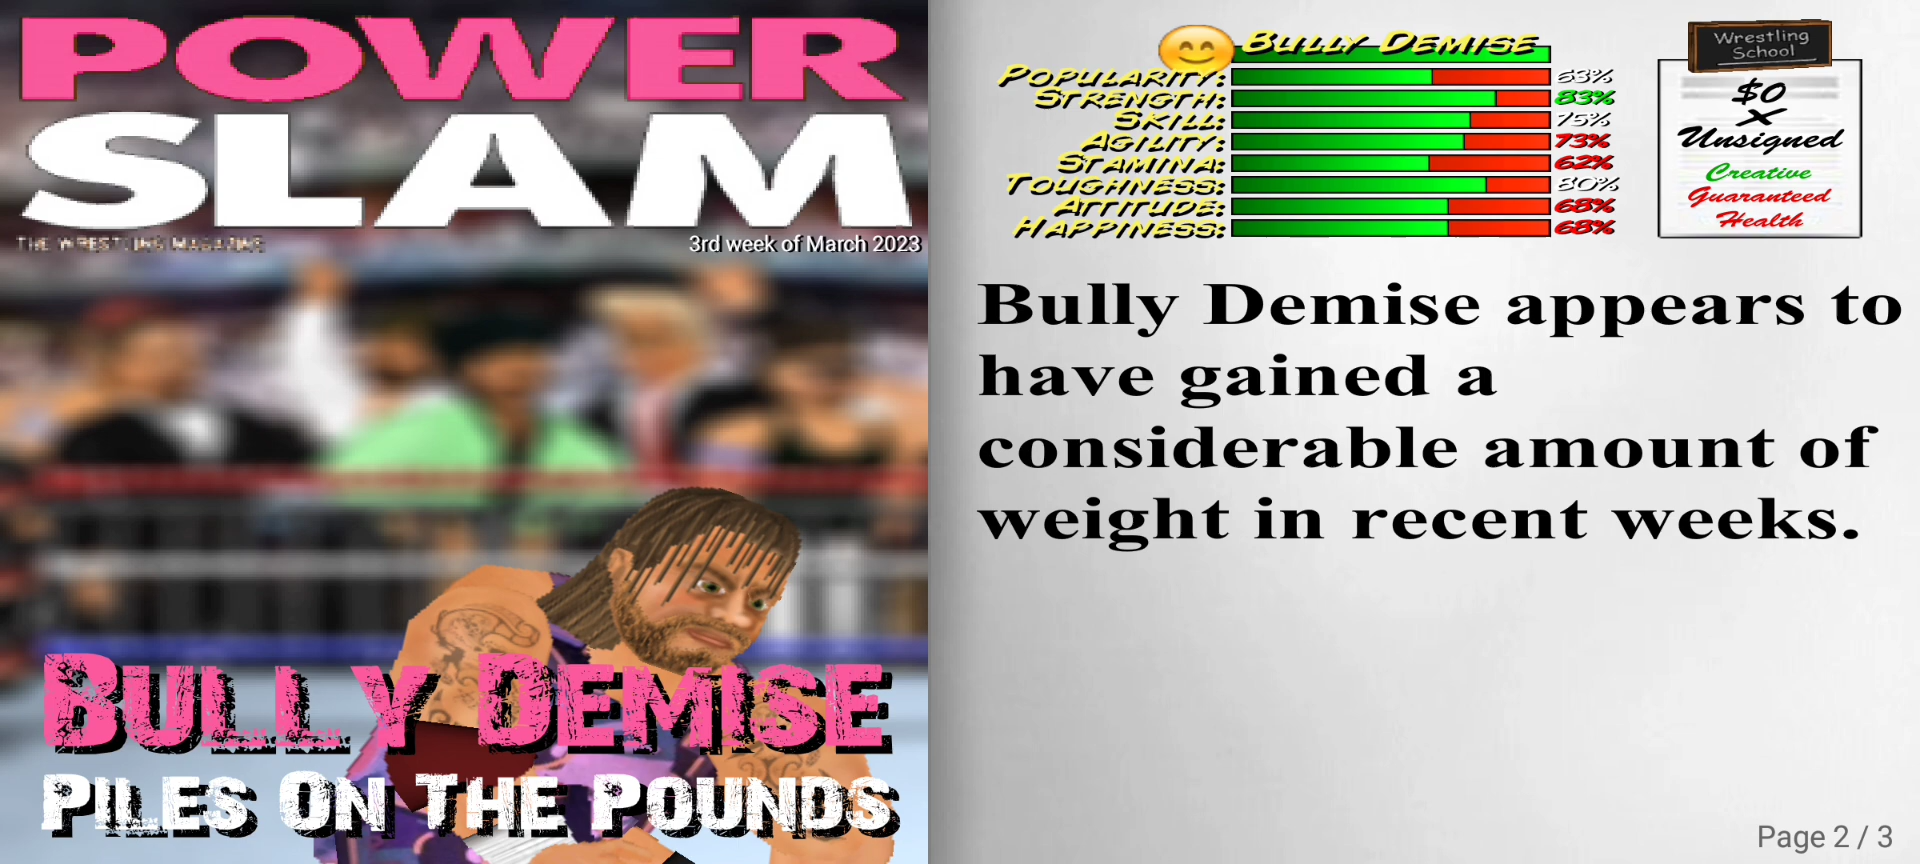 POWER
SLAM
THE WRESTLING MAGAZINE
3rd week of March 2023
BULLY DEMISE
PILES ON THE POUNDS
BULLY DEMISE
POPULARITY: 63%
STRENGTH: 83%
SKILL: 75%
AGILITY: 73%
STAMINA: 62%
TOUGHNESS: 80%
ATTITUDE: 68%
HAPPINESS: 68%
Wrestling
School
$0
X
Unsigned
Creative
Guaranteed
Health
Bully Demise appears to
have gained a
considerable amount of
weight in recent weeks.
Page 2 / 3